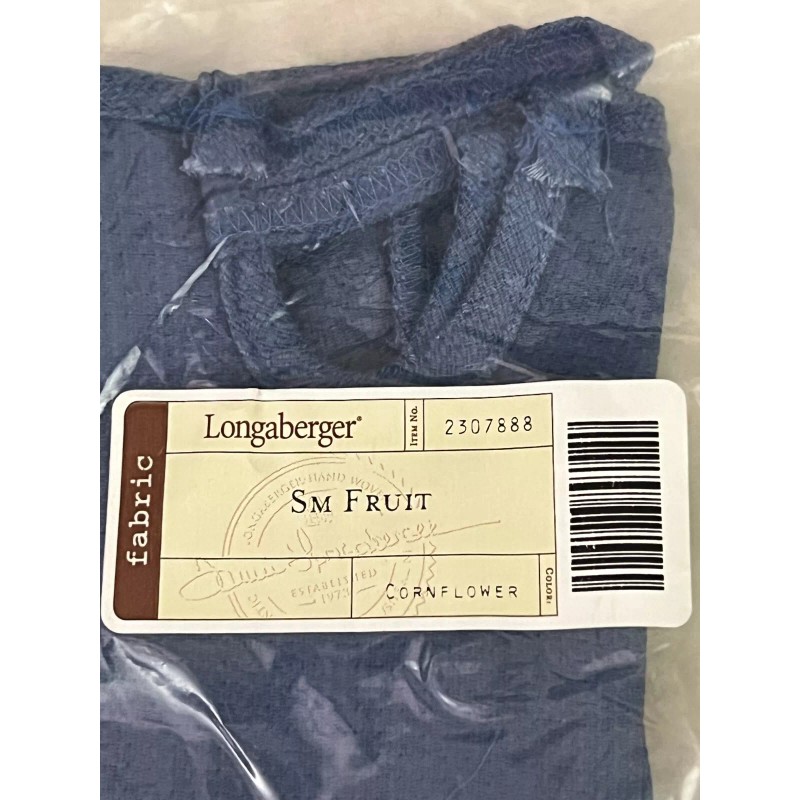 fabric
Longaberger®
ITEM NO.
2307888
SM FRUIT
ESTABLISHED
1973
CORNFLOWER
COLOR: